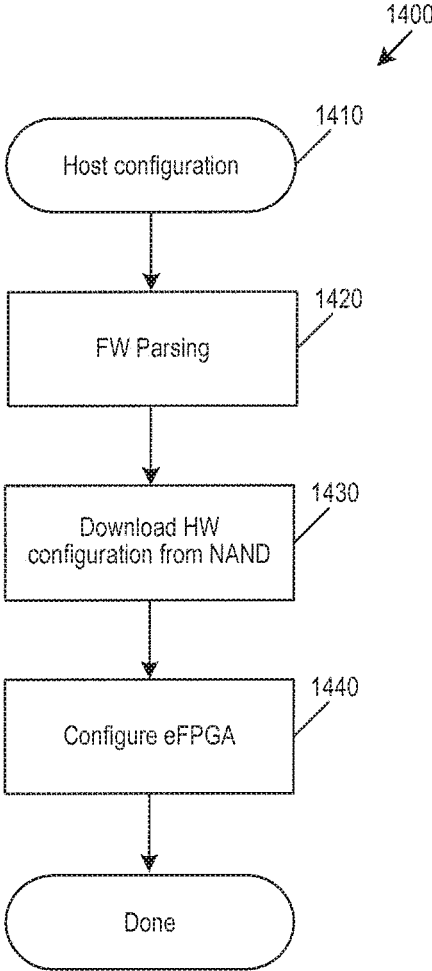 1400
1410
Host configuration
1420
FW Parsing
1430
Download HW
configuration from NAND
1440
Configure eFPGA
Done